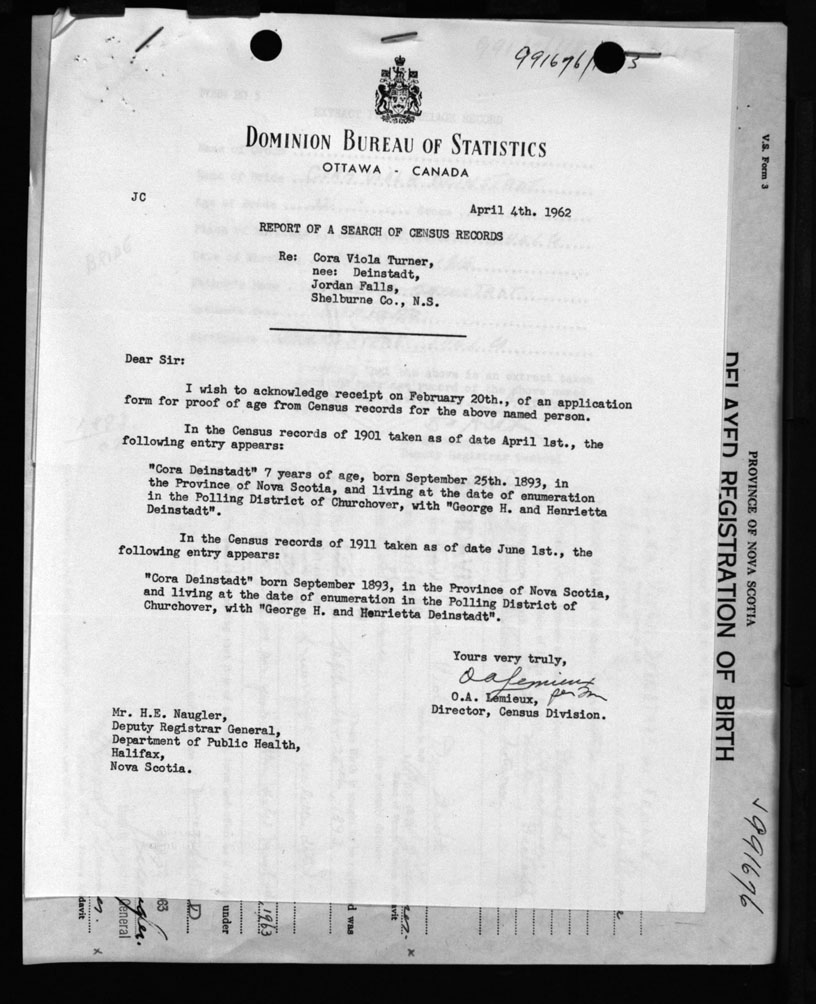 DOMINION BUREAU OF STATISTICS
OTTAWA - CANADA
JC
April 4th. 1962
REPORT OF A SEARCH OF CENSUS RECORDS
Re: Cora Viola Turner,
nee: Deinstadt,
Jordan Falls,
Shelburne Co., N.S.
Dear Sir:
I wish to acknowledge receipt on February 20th., of an application
form for proof of age from Census records for the above named person.
In the Census records of 1901 taken as of date April 1st., the
following entry appears:
"Cora Deinstadt" 7 years of age, born September 25th. 1893, in
the Province of Nova Scotia, and living at the date of enumeration
in the Polling District of Churchover, with "George H. and Henrietta
Deinstadt".
In the Census records of 1911 taken as of date June 1st., the
following entry appears:
"Cora Deinstadt" born September 1893, in the Province of Nova Scotia,
and living at the date of enumeration in the Polling District of
Churchover, with "George H. and Henrietta Deinstadt".
Yours very truly,
O A Lemieux
O.A. Lemieux, per
Director, Census Division.
Mr. H.E. Naugler,
Deputy Registrar General,
Department of Public Health,
Halifax,
Nova Scotia.
V.S. Form 3
PROVINCE OF NOVA SCOTIA
DELAYED REGISTRATION OF BIRTH
991676
General
under
1963
d was
davit